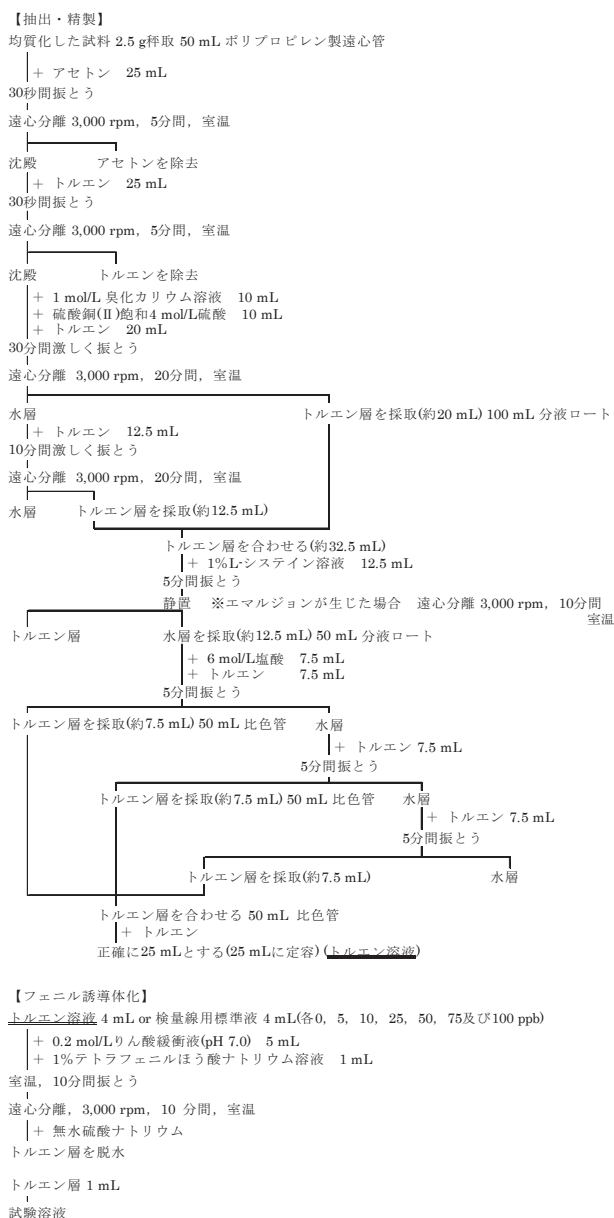 【抽出・精製】
均質化した試料 2.5 g秤取 50 mL ポリプロピレン製遠心管
+ アセトン 25 mL
30秒間振とう
遠心分離 3,000 rpm, 5分間, 室温
沈殿 アセトンを除去
+ トルエン 25 mL
30秒間振とう
遠心分離 3,000 rpm, 5分間, 室温
沈殿 トルエンを除去
+ 1 mol/L 臭化カリウム溶液 10 mL
+ 硫酸銅(Ⅱ)飽和4 mol/L硫酸 10 mL
+ トルエン 20 mL
30分間激しく振とう
遠心分離 3,000 rpm, 20分間, 室温
水層 トルエン層を採取(約20 mL) 100 mL 分液ロート
+ トルエン 12.5 mL
10分間激しく振とう
遠心分離 3,000 rpm, 20分間, 室温
水層 トルエン層を採取(約12.5 mL)
トルエン層を合わせる(約32.5 mL)
+ 1%L-システイン溶液 12.5 mL
5分間振とう
静置 ※エマルジョンが生じた場合 遠心分離 3,000 rpm, 10分間
室温
トルエン層 水層を採取(約12.5 mL) 50 mL 分液ロート
+ 6 mol/L塩酸 7.5 mL
+ トルエン 7.5 mL
5分間振とう
トルエン層を採取(約7.5 mL) 50 mL 比色管 水層
+ トルエン 7.5 mL
5分間振とう
トルエン層を採取(約7.5 mL) 50 mL 比色管 水層
+ トルエン 7.5 mL
5分間振とう
トルエン層を採取(約7.5 mL) 水層
トルエン層を合わせる 50 mL 比色管
+ トルエン
正確に25 mLとする(25 mLに定容) (トルエン溶液)
【フェニル誘導体化】
トルエン溶液 4 mL or 検量線用標準液 4 mL(各0, 5, 10, 25, 50, 75及び100 ppb)
+ 0.2 mol/Lりん酸緩衝液(pH 7.0) 5 mL
+ 1%テトラフェニルほう酸ナトリウム溶液 1 mL
室温, 10分間振とう
遠心分離, 3,000 rpm, 10 分間, 室温
+ 無水硫酸ナトリウム
トルエン層を脱水
トルエン層 1 mL
試験溶液